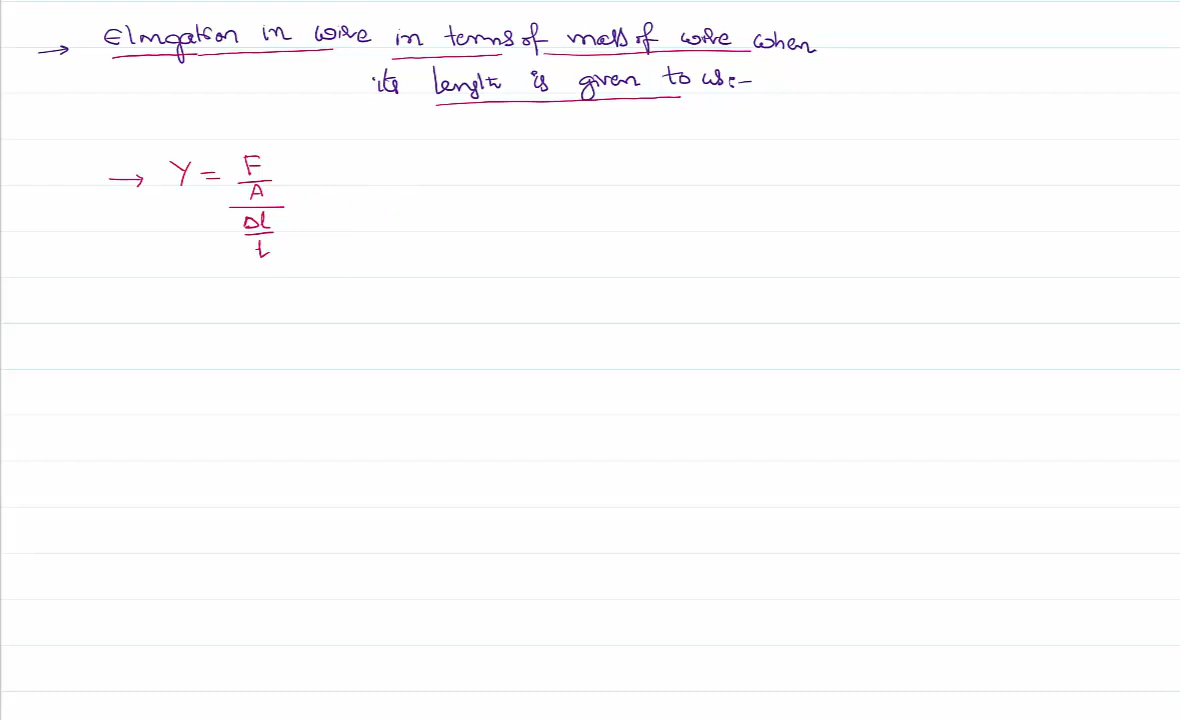 → Elongation in wire in terms of mass of wire when
its length is given to us:-
→ Y = F
A
Δl
l